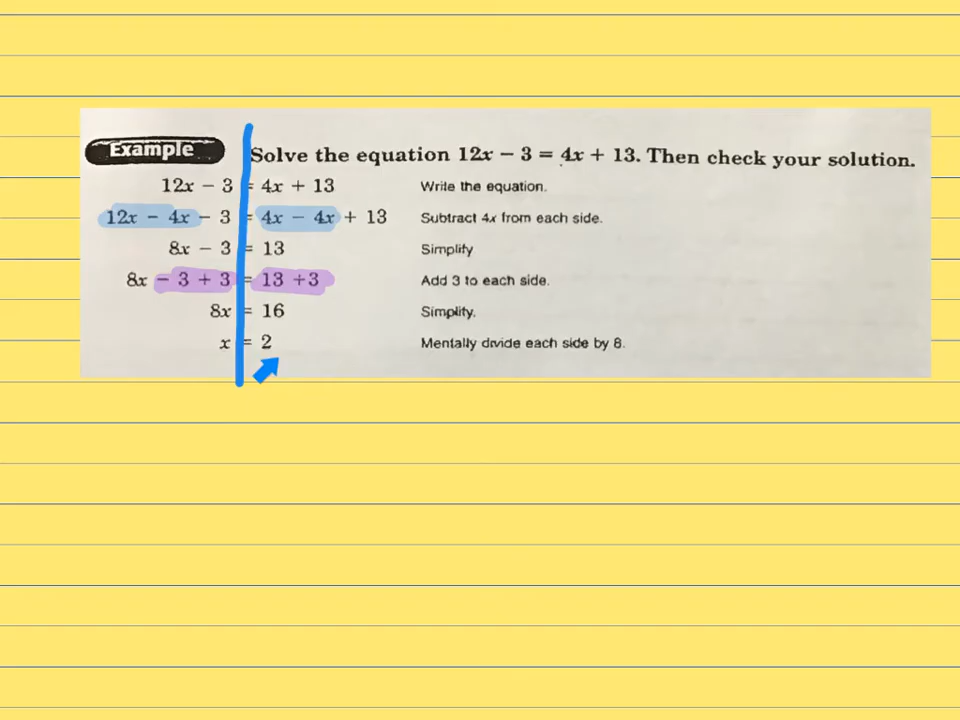 Example Solve the equation 12x − 3 = 4x + 13. Then check your solution.
12x − 3 = 4x + 13 Write the equation.
12x − 4x − 3 = 4x − 4x + 13 Subtract 4x from each side.
8x − 3 = 13 Simplify
8x − 3 + 3 = 13 +3 Add 3 to each side.
8x = 16 Simplify.
x = 2 Mentally divide each side by 8.